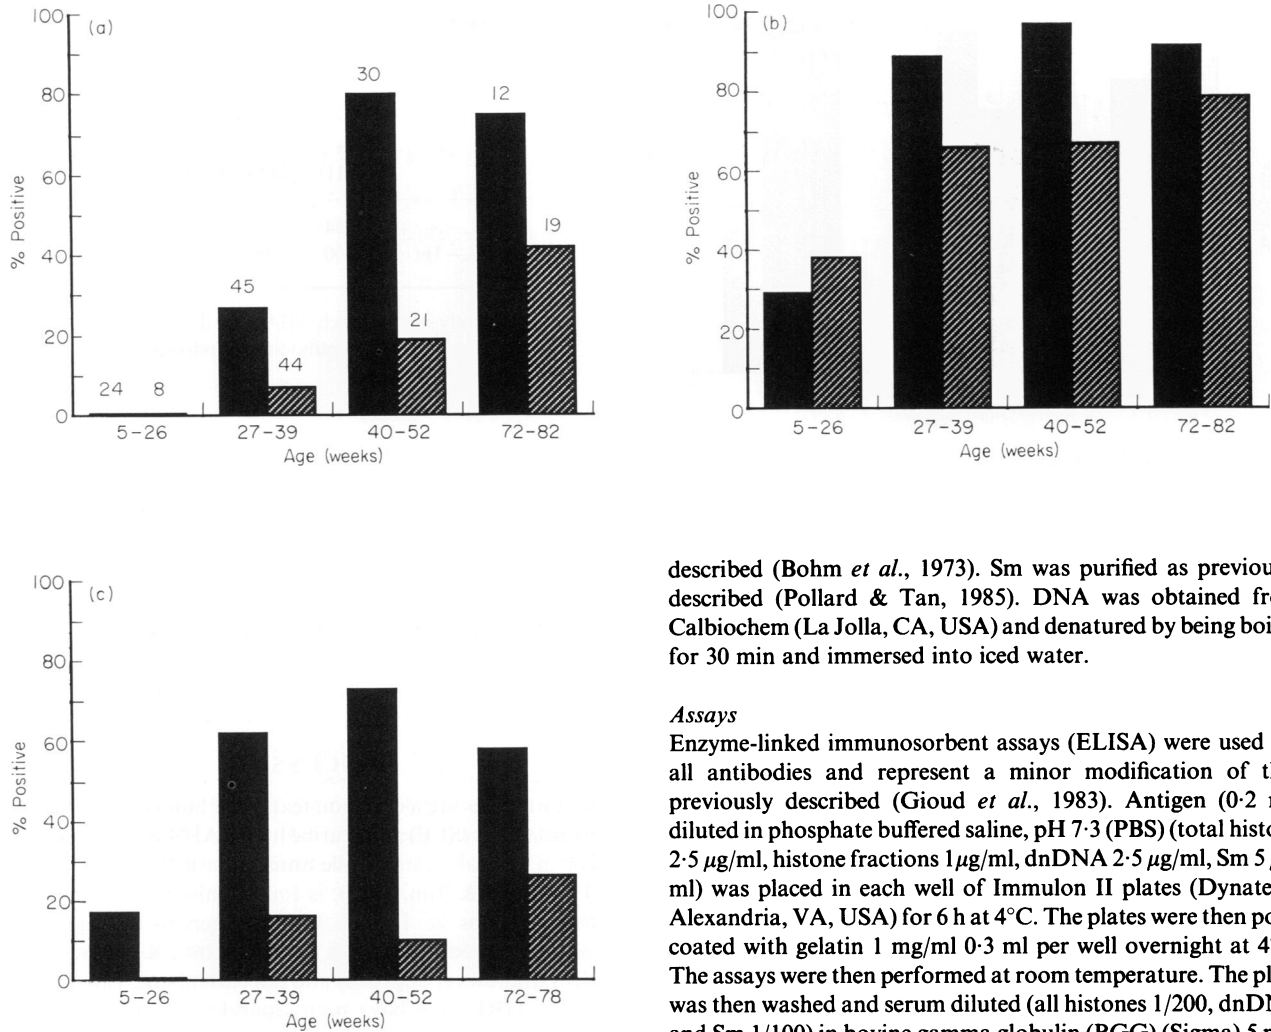 100
(a)
30
12
80
60
% Positive
19
40
45
21
20
44
24 8
0
5-26 27-39 40-52 72-82
Age (weeks)
100
(b)
80
60
% Positive
40
20
0
5-26 27-39 40-52 72-82
Age (weeks)
100
(c)
80
60
% Positive
40
20
0
5-26 27-39 40-52 72-78
Age (weeks)
described (Bohm et al., 1973). Sm was purified as previou
described (Pollard & Tan, 1985). DNA was obtained fr
Calbiochem (La Jolla, CA, USA) and denatured by being boi
for 30 min and immersed into iced water.
Assays
Enzyme-linked immunosorbent assays (ELISA) were used
all antibodies and represent a minor modification of th
previously described (Gioud et al., 1983). Antigen (0·2
diluted in phosphate buffered saline, pH 7·3 (PBS) (total histo
2·5 µg/ml, histone fractions 1µg/ml, dnDNA 2·5 µg/ml, Sm 5
ml) was placed in each well of Immulon II plates (Dynate
Alexandria, VA, USA) for 6 h at 4°C. The plates were then po
coated with gelatin 1 mg/ml 0·3 ml per well overnight at 4
The assays were then performed at room temperature. The pl
was then washed and serum diluted (all histones 1/200, dnD
and Sm 1/100) in bovine gamma globulin (BGG) (Sigma) 5